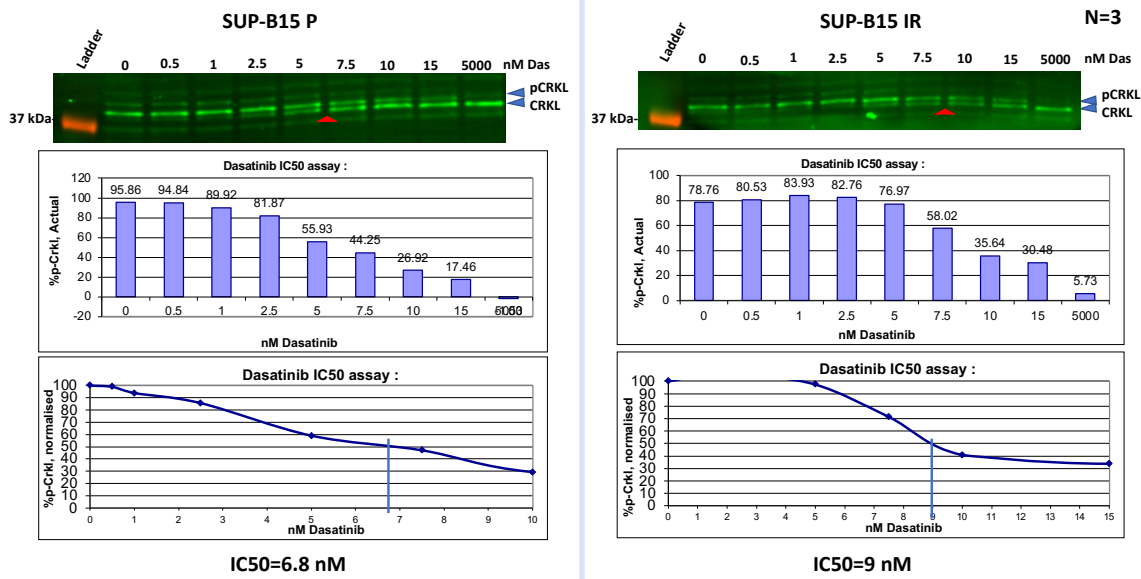 SUP-B15 P
Ladder
0 0.5 1 2.5 5 7.5 10 15 5000 nM Das
pCRKL
CRKL
37 kDa-
Dasatinib IC50 assay :
%p-Crkl, Actual
120
100
80
60
40
20
0
-20
95.86 94.84 89.92 81.87 55.93 44.25 26.92 17.46
0 0.5 1 2.5 5 7.5 10 15
nM Dasatinib
Dasatinib IC50 assay :
%p-Crkl, normalised
100
90
80
70
60
50
40
30
20
10
0
0 1 2 3 4 5 6 7 8 9 10
nM Dasatinib
IC50=6.8 nM
SUP-B15 IR
N=3
Ladder
0 0.5 1 2.5 5 7.5 10 15 5000 nM Das
pCRKL
CRKL
37 kDa-
Dasatinib IC50 assay :
%p-Crkl, Actual
100
80
60
40
20
0
78.76 80.53 83.93 82.76 76.97 58.02 35.64 30.48 5.73
0 0.5 1 2.5 5 7.5 10 15 5000
nM Dasatinib
Dasatinib IC50 assay :
%p-Crkl, normalised
100
90
80
70
60
50
40
30
20
10
0
0 1 2 3 4 5 6 7 8 9 10 11 12 13 14 15
nM Dasatinib
IC50=9 nM